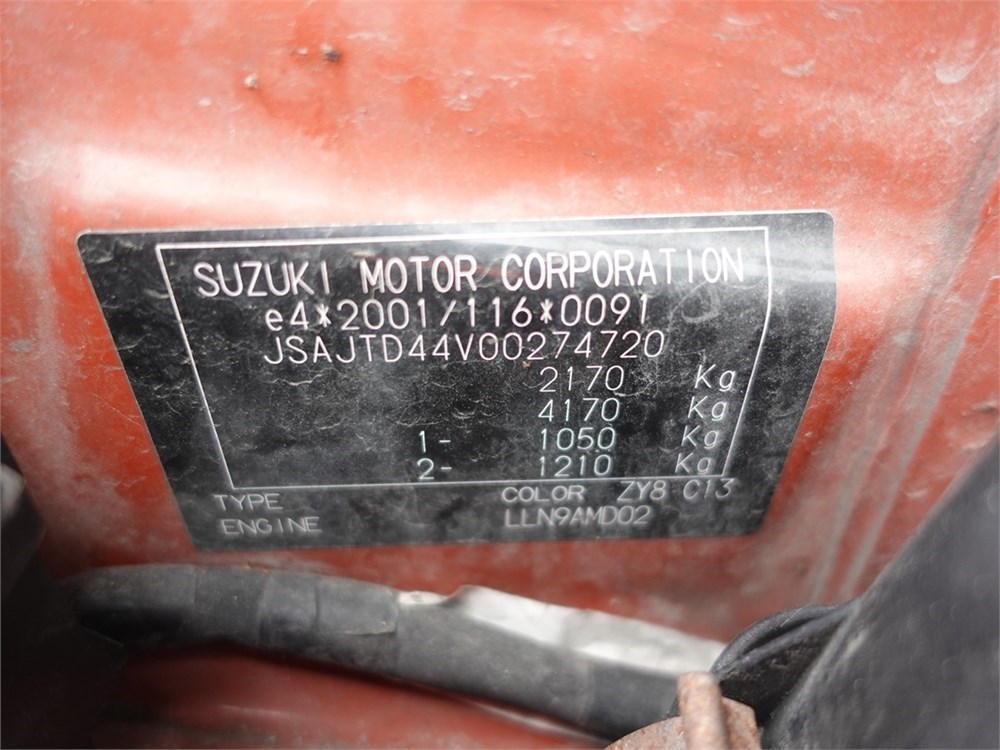 SUZUKI MOTOR CORPORATION
e4*2001/116*0091
JSAJTD44V00274720
2170 Kg
4170 Kg
1- 1050 Kg
2- 1210 Kg
TYPE COLOR ZY8 C13
ENGINE LLN9AMD02